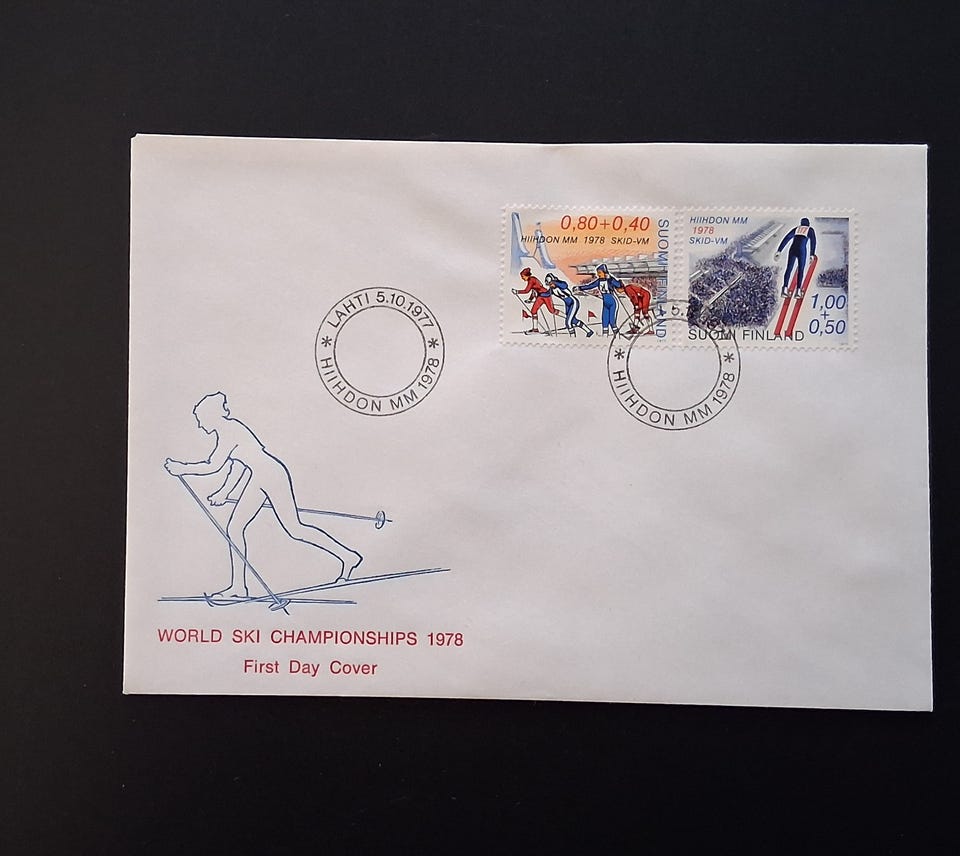 0,80+0,40
HIIHDON MM 1978 SKID-VM
SUOMI FINLAND
HIIHDON MM
1978
SKID-VM
1,00
+
0,50
SUOMI FINLAND
LAHTI 5.10.1977
* HIIHDON MM 1978 *
* HIIHDON MM 1978 *
WORLD SKI CHAMPIONSHIPS 1978
First Day Cover